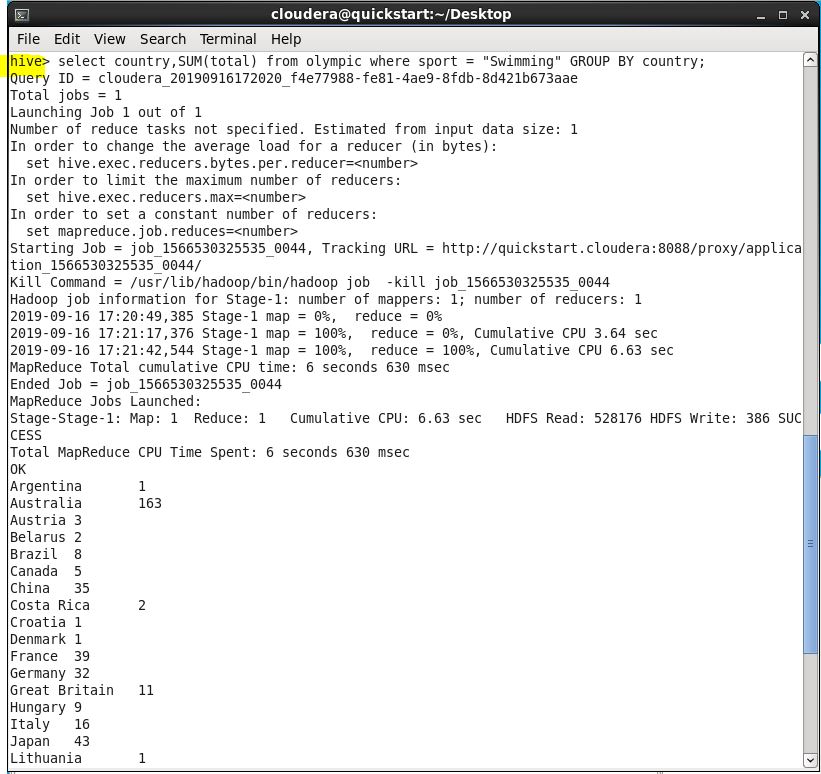 cloudera@quickstart:~/Desktop
File Edit View Search Terminal Help
hive> select country,SUM(total) from olympic where sport = "Swimming" GROUP BY country;
Query ID = cloudera_20190916172020_f4e77988-fe81-4ae9-8fdb-8d421b673aae
Total jobs = 1
Launching Job 1 out of 1
Number of reduce tasks not specified. Estimated from input data size: 1
In order to change the average load for a reducer (in bytes):
  set hive.exec.reducers.bytes.per.reducer=<number>
In order to limit the maximum number of reducers:
  set hive.exec.reducers.max=<number>
In order to set a constant number of reducers:
  set mapreduce.job.reduces=<number>
Starting Job = job_1566530325535_0044, Tracking URL = http://quickstart.cloudera:8088/proxy/applica
tion_1566530325535_0044/
Kill Command = /usr/lib/hadoop/bin/hadoop job  -kill job_1566530325535_0044
Hadoop job information for Stage-1: number of mappers: 1; number of reducers: 1
2019-09-16 17:20:49,385 Stage-1 map = 0%,  reduce = 0%
2019-09-16 17:21:17,376 Stage-1 map = 100%,  reduce = 0%, Cumulative CPU 3.64 sec
2019-09-16 17:21:42,544 Stage-1 map = 100%,  reduce = 100%, Cumulative CPU 6.63 sec
MapReduce Total cumulative CPU time: 6 seconds 630 msec
Ended Job = job_1566530325535_0044
MapReduce Jobs Launched:
Stage-Stage-1: Map: 1  Reduce: 1   Cumulative CPU: 6.63 sec   HDFS Read: 528176 HDFS Write: 386 SUC
CESS
Total MapReduce CPU Time Spent: 6 seconds 630 msec
OK
Argentina	1
Australia	163
Austria	3
Belarus	2
Brazil	8
Canada	5
China	35
Costa Rica	2
Croatia	1
Denmark	1
France	39
Germany	32
Great Britain	11
Hungary	9
Italy	16
Japan	43
Lithuania	1